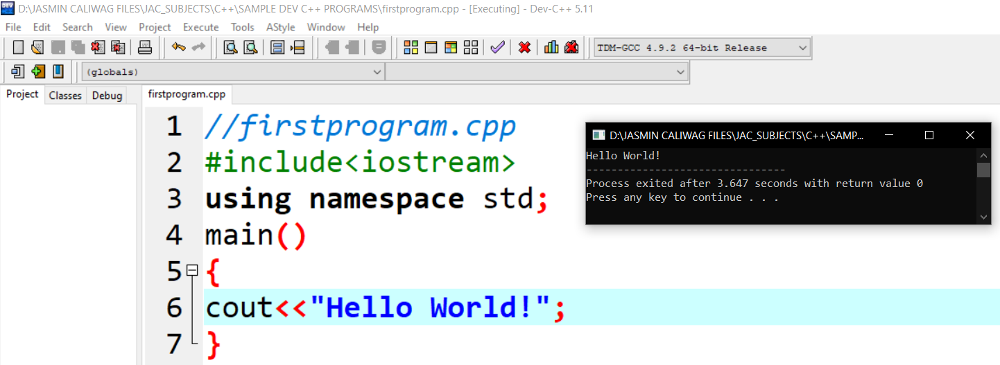 D:\JASMIN CALIWAG FILES\JAC_SUBJECTS\C++\SAMPLE DEV C++ PROGRAMS\firstprogram.cpp - [Executing] - Dev-C++ 5.11
File Edit Search View Project Execute Tools AStyle Window Help
TDM-GCC 4.9.2 64-bit Release
(globals)
Project Classes Debug
firstprogram.cpp
1 //firstprogram.cpp
2 #include<iostream>
3 using namespace std;
4 main()
5 {
6 cout<<"Hello World!";
7 }
D:\JASMIN CALIWAG FILES\JAC_SUBJECTS\C++\SAMP...
Hello World!
--------------------------------
Process exited after 3.647 seconds with return value 0
Press any key to continue . . .